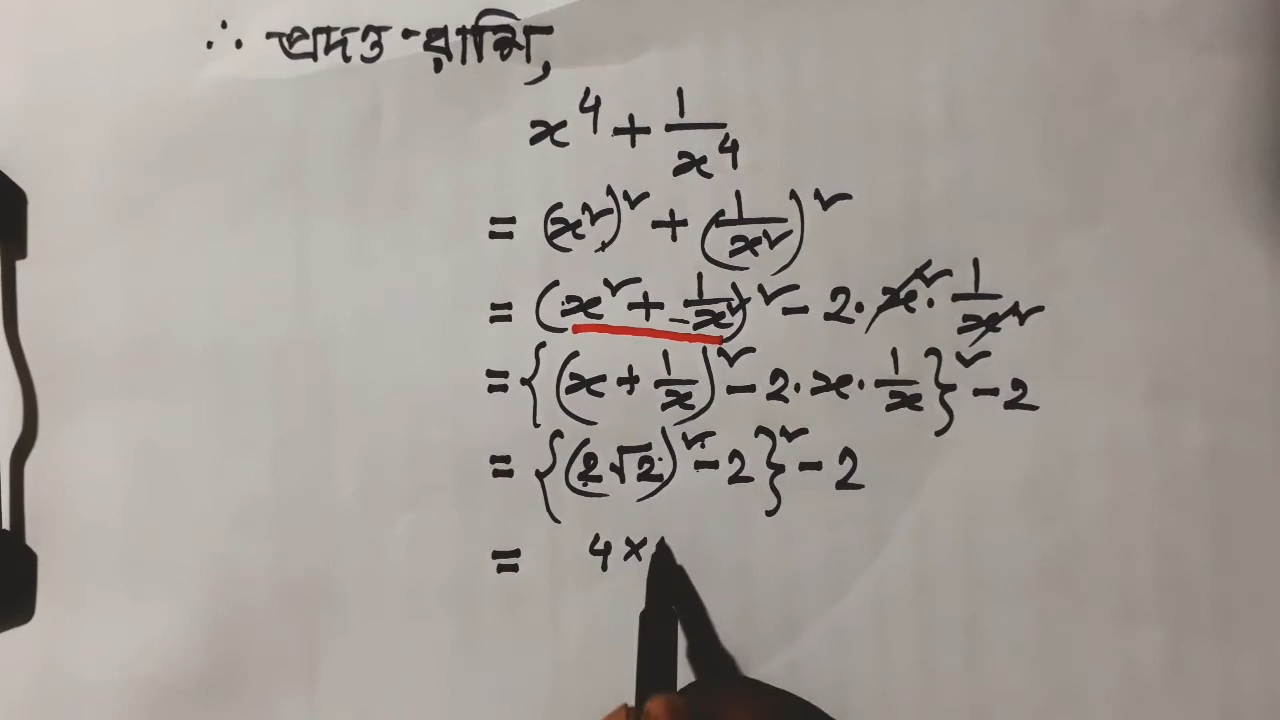 ∴ প্রদত্ত রাশি,
x⁴ + 1/x⁴
= (x²)² + (1/x²)²
= (x² + 1/x²)² - 2·x²·1/x²
= {(x + 1/x)² - 2·x·1/x}² - 2
= {(2√2)² - 2}² - 2
= 4×